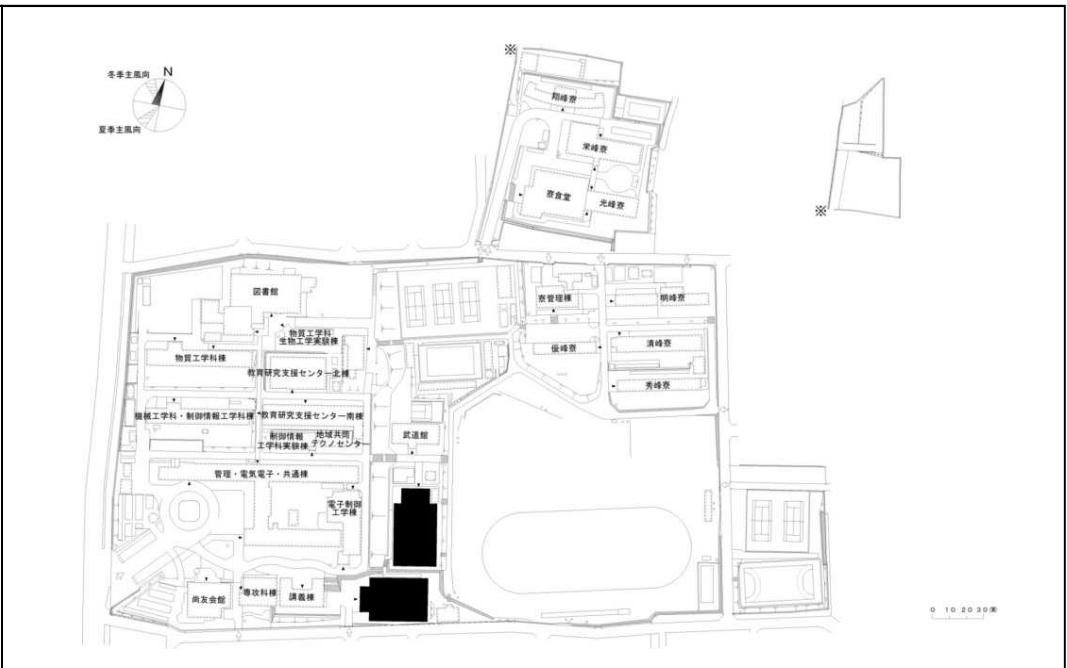 ※
冬季主風向
N
夏季主風向
翔峰寮
栄峰寮
寮食堂
光峰寮
※
図書館
寮管理棟
明峰寮
物質工学科
生物工学実験棟
物質工学科棟
優峰寮
清峰寮
教育研究支援センター北棟
秀峰寮
機械工学科・制御情報工学科棟
教育研究支援センター南棟
制御情報
工学科実験棟
地域共同
テクノセンター
武道館
管理・電気電子・共通棟
電子制御
工学棟
尚友会館
専攻科棟
講義棟
0 10 20 30(m)